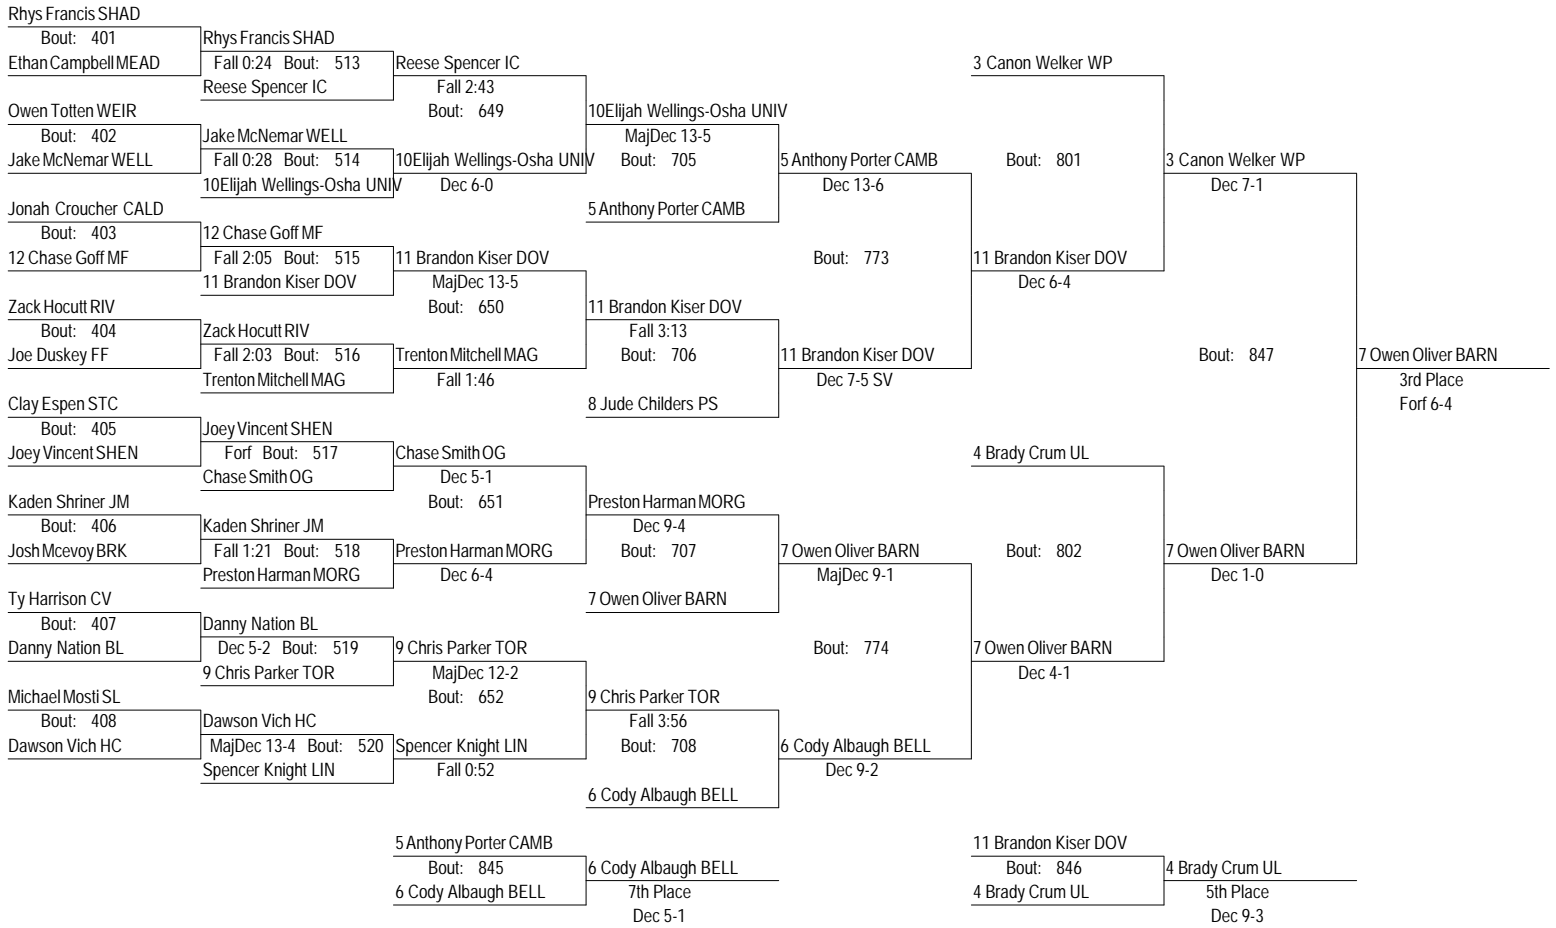 Rhys Francis SHAD
Bout: 401
Ethan Campbell MEAD
Owen Totten WEIR
Bout: 402
Jake McNemar WELL
Jonah Croucher CALD
Bout: 403
12 Chase Goff MF
Zack Hocutt RIV
Bout: 404
Joe Duskey FF
Clay Espen STC
Bout: 405
Joey Vincent SHEN
Kaden Shriner JM
Bout: 406
Josh Mcevoy BRK
Ty Harrison CV
Bout: 407
Danny Nation BL
Michael Mosti SL
Bout: 408
Dawson Vich HC
Rhys Francis SHAD
Fall 0:24 Bout: 513
Reese Spencer IC
Jake McNemar WELL
Fall 0:28 Bout: 514
10Elijah Wellings-Osha UNIV
12 Chase Goff MF
Fall 2:05 Bout: 515
11 Brandon Kiser DOV
Zack Hocutt RIV
Fall 2:03 Bout: 516
Trenton Mitchell MAG
Joey Vincent SHEN
Forf Bout: 517
Chase Smith OG
Kaden Shriner JM
Fall 1:21 Bout: 518
Preston Harman MORG
Danny Nation BL
Dec 5-2 Bout: 519
9 Chris Parker TOR
Dawson Vich HC
MajDec 13-4 Bout: 520
Spencer Knight LIN
Reese Spencer IC
Fall 2:43
Bout: 649
10Elijah Wellings-Osha UNIV
Dec 6-0
11 Brandon Kiser DOV
MajDec 13-5
Bout: 650
Trenton Mitchell MAG
Fall 1:46
Chase Smith OG
Dec 5-1
Bout: 651
Preston Harman MORG
Dec 6-4
9 Chris Parker TOR
MajDec 12-2
Bout: 652
Spencer Knight LIN
Fall 0:52
10Elijah Wellings-Osha UNIV
MajDec 13-5
Bout: 705
5 Anthony Porter CAMB
11 Brandon Kiser DOV
Fall 3:13
Bout: 706
8 Jude Childers PS
Preston Harman MORG
Dec 9-4
Bout: 707
7 Owen Oliver BARN
9 Chris Parker TOR
Fall 3:56
Bout: 708
6 Cody Albaugh BELL
5 Anthony Porter CAMB
Dec 13-6
Bout: 773
11 Brandon Kiser DOV
Dec 7-5 SV
7 Owen Oliver BARN
MajDec 9-1
Bout: 774
6 Cody Albaugh BELL
Dec 9-2
3 Canon Welker WP
Bout: 801
11 Brandon Kiser DOV
Dec 6-4
4 Brady Crum UL
Bout: 802
7 Owen Oliver BARN
Dec 4-1
3 Canon Welker WP
Dec 7-1
Bout: 847
7 Owen Oliver BARN
Dec 1-0
7 Owen Oliver BARN
3rd Place
Forf 6-4
5 Anthony Porter CAMB
Bout: 845
6 Cody Albaugh BELL
6 Cody Albaugh BELL
7th Place
Dec 5-1
11 Brandon Kiser DOV
Bout: 846
4 Brady Crum UL
4 Brady Crum UL
5th Place
Dec 9-3